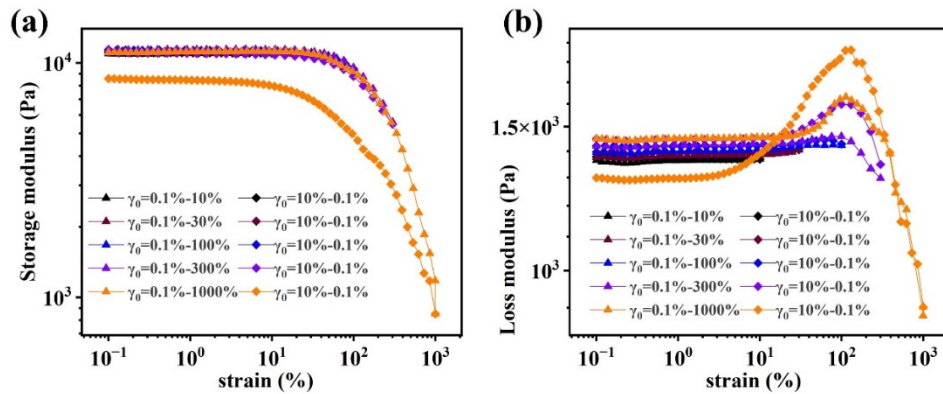 (a)
Storage modulus (Pa)
10⁴
10³
γ₀=0.1%-10% γ₀=10%-0.1%
γ₀=0.1%-30% γ₀=10%-0.1%
γ₀=0.1%-100% γ₀=10%-0.1%
γ₀=0.1%-300% γ₀=10%-0.1%
γ₀=0.1%-1000% γ₀=10%-0.1%
10⁻¹ 10⁰ 10¹ 10² 10³
strain (%)
(b)
Loss modulus (Pa)
1.5×10³
10³
γ₀=0.1%-10% γ₀=10%-0.1%
γ₀=0.1%-30% γ₀=10%-0.1%
γ₀=0.1%-100% γ₀=10%-0.1%
γ₀=0.1%-300% γ₀=10%-0.1%
γ₀=0.1%-1000% γ₀=10%-0.1%
10⁻¹ 10⁰ 10¹ 10² 10³
strain (%)